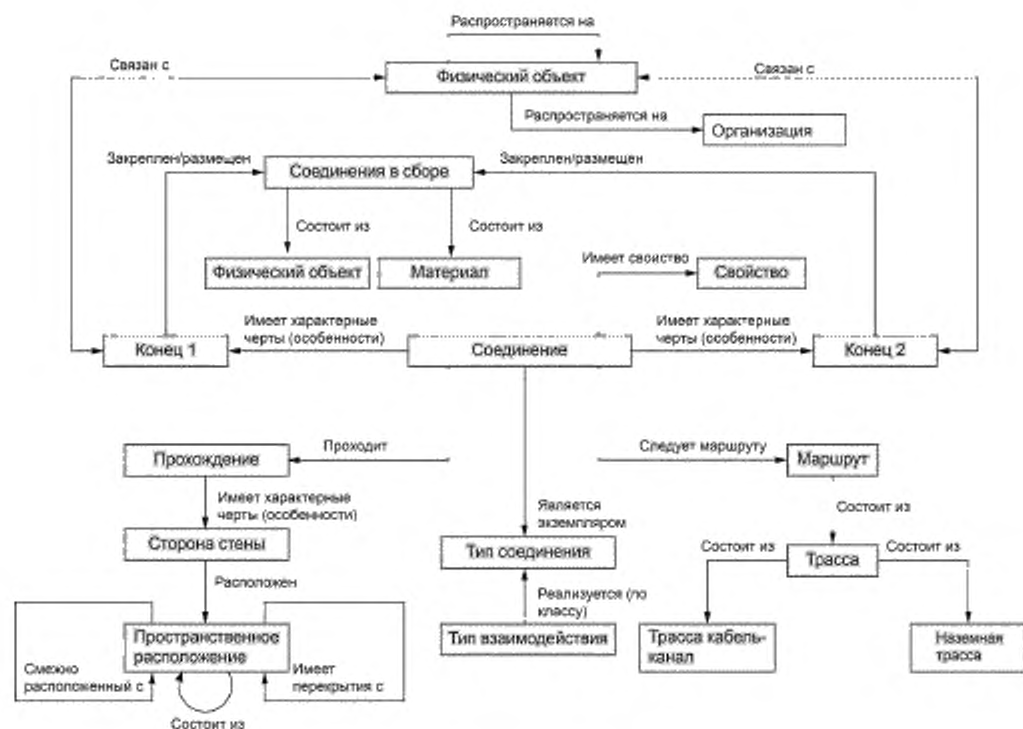 Распространяется на
Связан с
Физический объект
Связан с
Распространяется на
Организация
Закреплен/размещен
Соединения в сборе
Закреплен/размещен
Состоит из
Состоит из
Физический объект
Материал
Имеет свойство
Свойство
Имеет характерные
черты (особенности)
Имеет характерные
черты (особенности)
Конец 1
Соединение
Конец 2
Проходит
Следует маршруту
Прохождение
Маршрут
Имеет характерные
черты (особенности)
Является
экземпляром
Состоит из
Сторона стены
Тип соединения
Состоит из
Трасса
Состоит из
Расположен
Реализуется (по
классу)
Пространственное
расположение
Тип взаимодействия
Трасса кабель-
канал
Наземная
трасса
Смежно
расположенный с
Имеет
перекрытия с
Состоит из